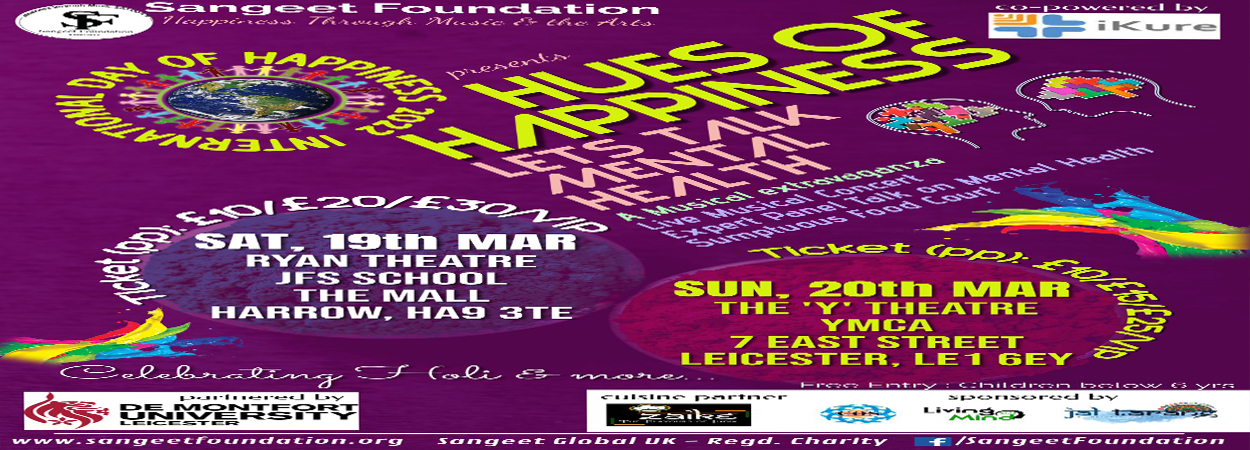 Sangeet Foundation
Happiness Through Music & the Arts
co-powered by
iKure
INTERNATIONAL DAY OF HAPPINESS 2022
presents
HUES OF
HAPPINESS
LETS TALK
MENTAL
HEALTH
A Musical extravaganza
Live Musical Concert
Expert Panel Talk on Mental Health
Sumptuous Food Court
Ticket (pp): £10/£20/£30/VIP
SAT, 19th MAR
RYAN THEATRE
JFS SCHOOL
THE MALL
HARROW, HA9 3TE
Ticket (pp): £10/£15/£25/VIP
SUN, 20th MAR
THE 'Y' THEATRE
YMCA
7 EAST STREET
LEICESTER, LE1 6EY
Celebrating Holi & more...
Free Entry : Children below 6 yrs
partnered by
DE MONTFORT
UNIVERSITY
LEICESTER
cuisine partner
zaike
sponsored by
Living
Mind
jal tarang
www.sangeetfoundation.org
Sangeet Global UK – Regd. Charity
f /SangeetFoundation